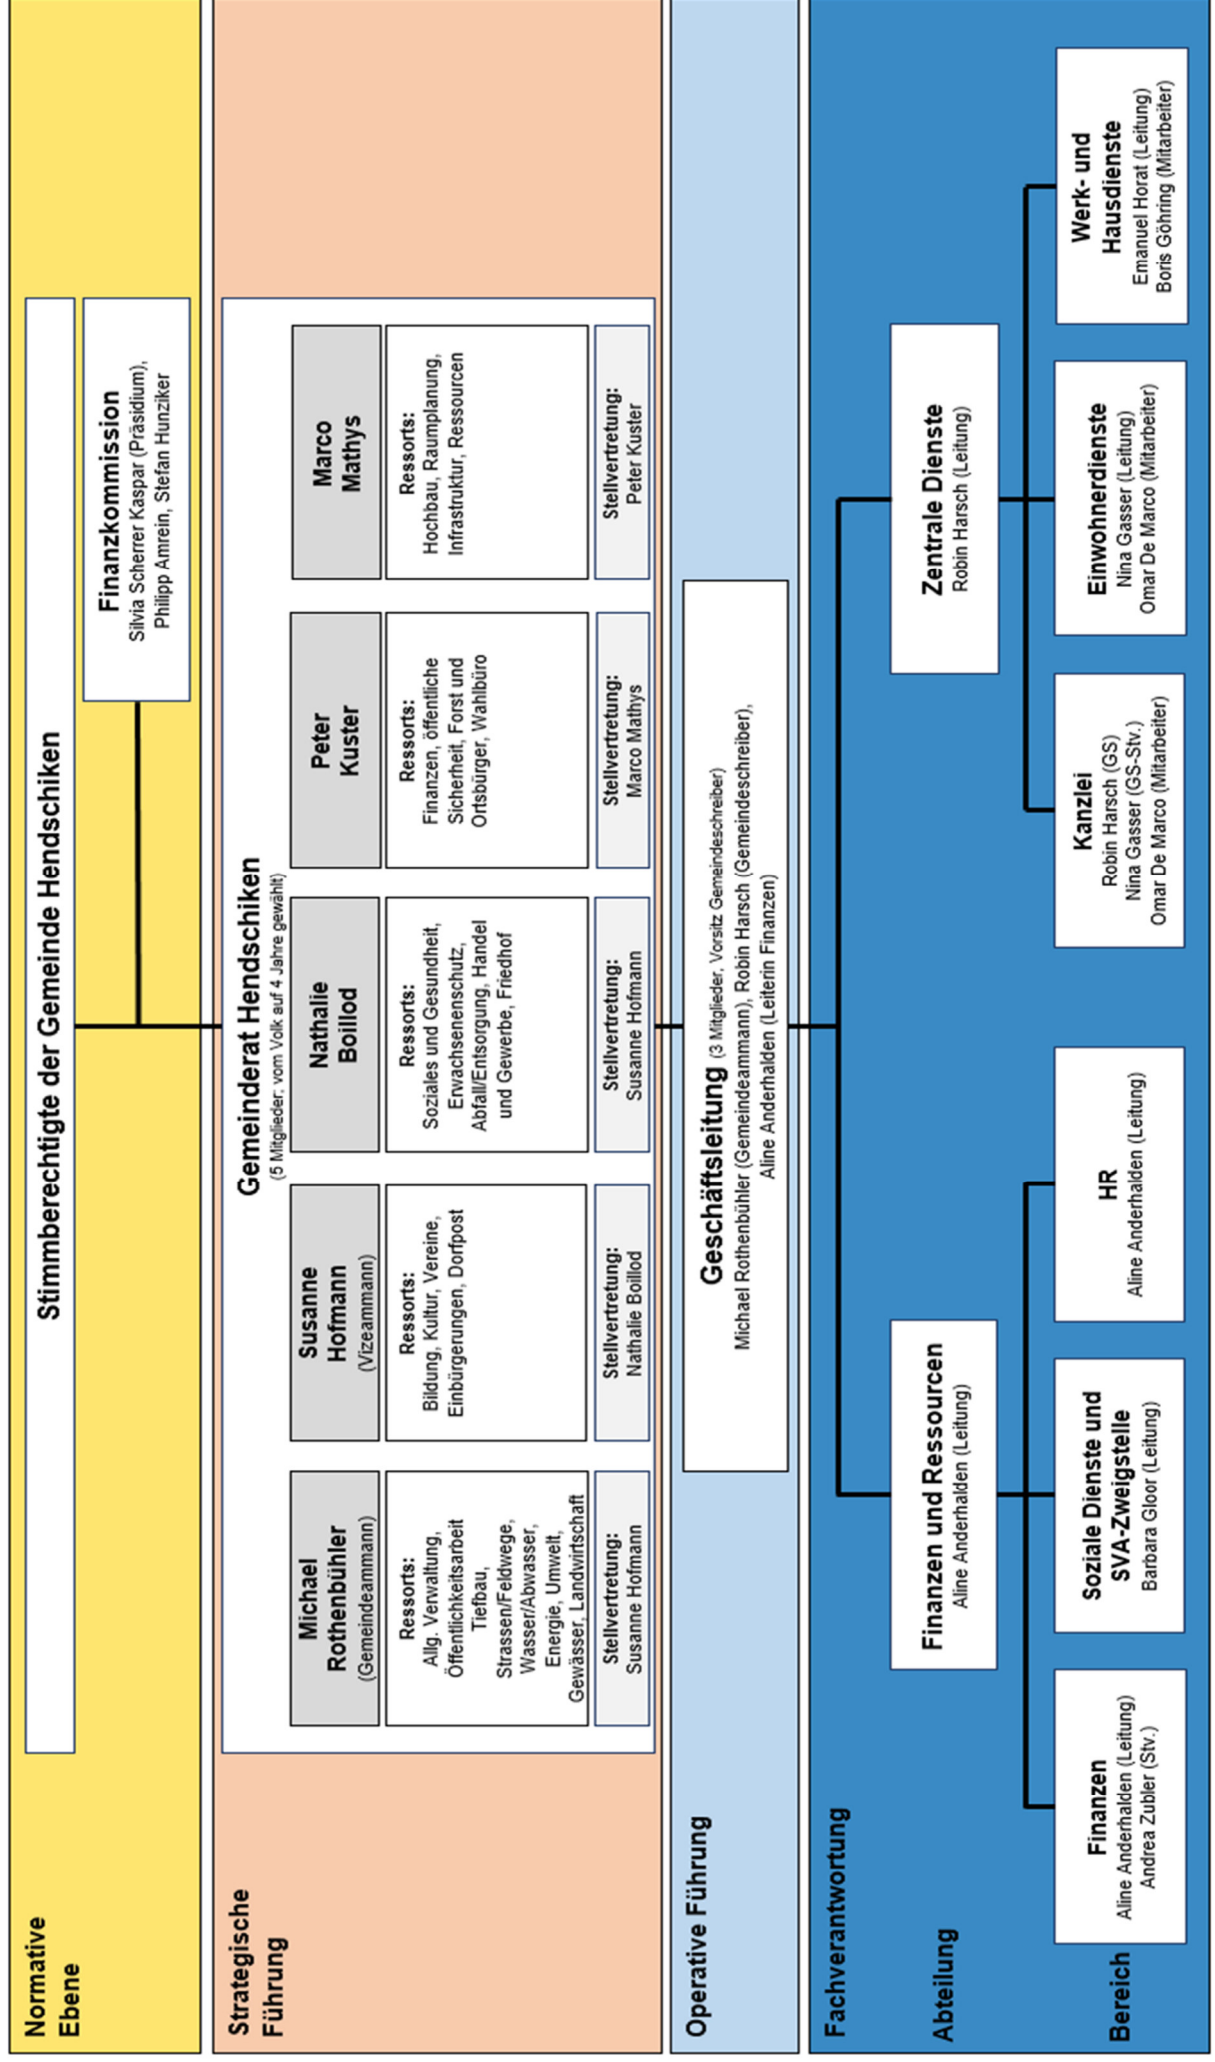 Normative
Ebene
Stimmberechtigte der Gemeinde Hendschiken
Finanzkommission
Silvia Scherrer Kaspar (Präsidium),
Philipp Amrein, Stefan Hunziker
Strategische
Führung
Gemeinderat Hendschiken
(5 Mitglieder; vom Volk auf 4 Jahre gewählt)
Michael
Rothenbühler
(Gemeindeammann)
Ressorts:
Allg. Verwaltung,
Öffentlichkeitsarbeit
Tiefbau,
Strassen/Feldwege,
Wasser/Abwasser,
Energie, Umwelt,
Gewässer, Landwirtschaft
Stellvertretung:
Susanne Hofmann
Susanne
Hofmann
(Vizeammann)
Ressorts:
Bildung, Kultur, Vereine,
Einbürgerungen, Dorfpost
Stellvertretung:
Nathalie Boillod
Nathalie
Boillod
Ressorts:
Soziales und Gesundheit,
Erwachsenenschutz,
Abfall/Entsorgung, Handel
und Gewerbe, Friedhof
Stellvertretung:
Susanne Hofmann
Peter
Kuster
Ressorts:
Finanzen, öffentliche
Sicherheit, Forst und
Ortsbürger, Wahlbüro
Stellvertretung:
Marco Mathys
Marco
Mathys
Ressorts:
Hochbau, Raumplanung,
Infrastruktur, Ressourcen
Stellvertretung:
Peter Kuster
Operative Führung
Geschäftsleitung (3 Mitglieder, Vorsitz Gemeindeschreiber)
Michael Rothenbühler (Gemeindeammann), Robin Harsch (Gemeindeschreiber),
Aline Anderhalden (Leiterin Finanzen)
Fachverantwortung
Abteilung
Finanzen und Ressourcen
Aline Anderhalden (Leitung)
Zentrale Dienste
Robin Harsch (Leitung)
Bereich
Finanzen
Aline Anderhalden (Leitung)
Andrea Zubler (Stv.)
Soziale Dienste und
SVA-Zweigstelle
Barbara Gloor (Leitung)
HR
Aline Anderhalden (Leitung)
Kanzlei
Robin Harsch (GS)
Nina Gasser (GS-Stv.)
Omar De Marco (Mitarbeiter)
Einwohnerdienste
Nina Gasser (Leitung)
Omar De Marco (Mitarbeiter)
Werk- und
Hausdienste
Emanuel Horat (Leitung)
Boris Göhring (Mitarbeiter)